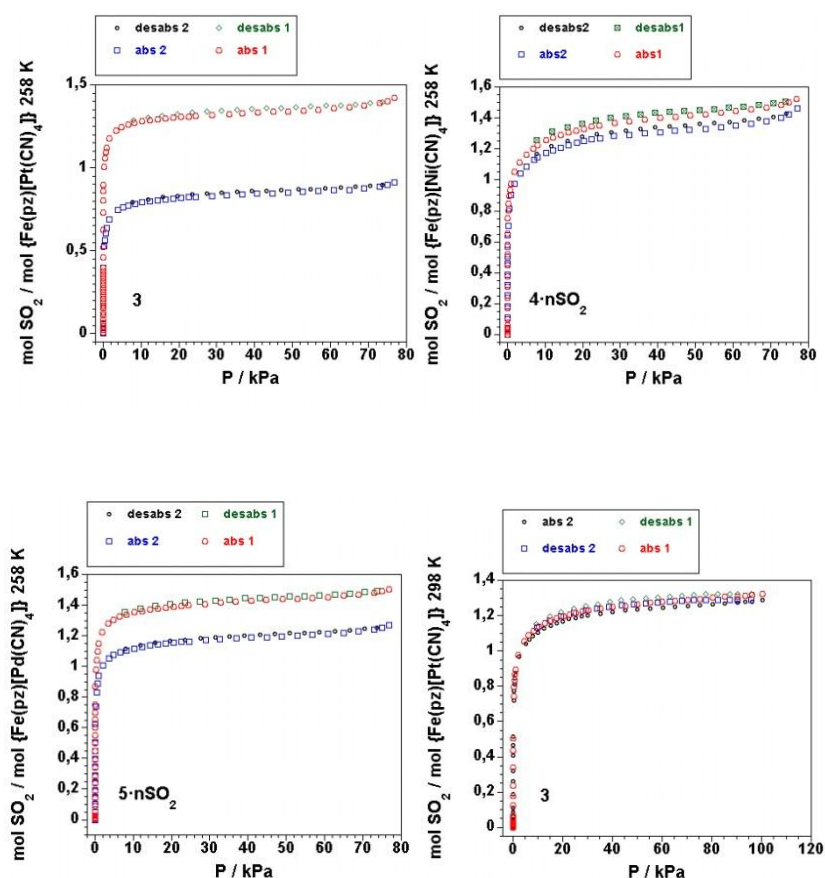 desabs 2 desabs 1
abs 2 abs 1
mol SO₂ / mol {Fe(pz)[Pt(CN)₄]} 258 K
1,5
1
0,5
0
3
0 10 20 30 40 50 60 70 80
P / kPa
desabs2 desabs1
abs2 abs1
mol SO₂ / mol {Fe(pz)[Ni(CN)₄]} 258 K
1,6
1,4
1,2
1
1,8
1,6
1,4
1,2
0
4·nSO₂
0 10 20 30 40 50 60 70 80
P / kPa
desabs 2 desabs 1
abs 2 abs 1
mol SO₂ / mol {Fe(pz)[Pd(CN)₄]} 258 K
1,6
1,4
1,2
1
0,8
0,6
0,4
0,2
0
5·nSO₂
0 10 20 30 40 50 60 70 80
P / kPa
abs 2 desabs 1
desabs 2 abs 1
mol SO₂ / mol {Fe(pz)[Pt(CN)₄]} 298 K
1,4
1,2
1
0,8
0,6
0,4
0,2
0
3
0 20 40 60 80 100 120
P / kPa